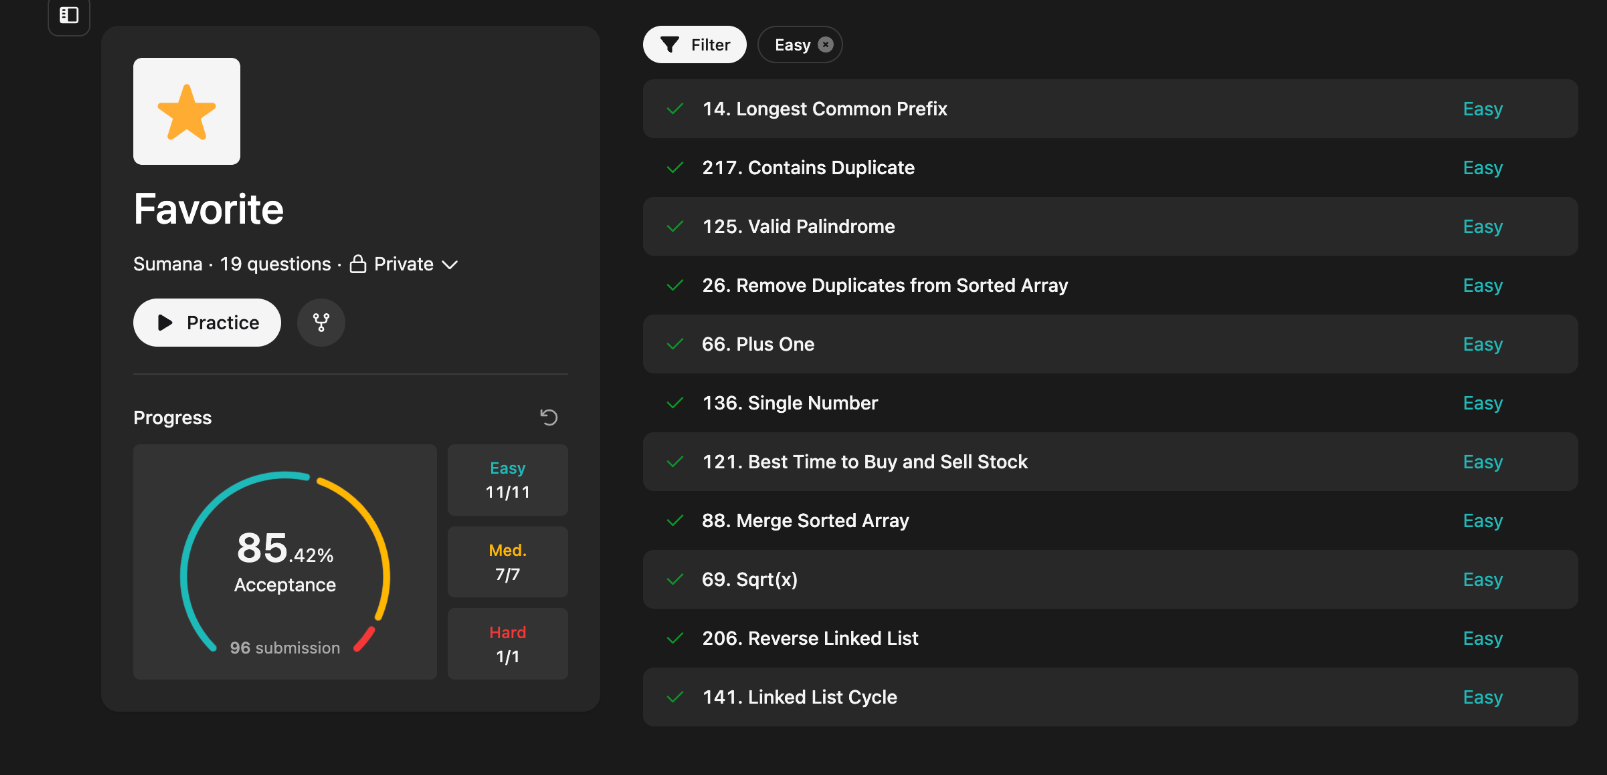 Favorite
Sumana · 19 questions · Private
Practice
Progress
85.42%
Acceptance
96 submission
Easy
11/11
Med.
7/7
Hard
1/1
Filter
Easy
14. Longest Common Prefix Easy
217. Contains Duplicate Easy
125. Valid Palindrome Easy
26. Remove Duplicates from Sorted Array Easy
66. Plus One Easy
136. Single Number Easy
121. Best Time to Buy and Sell Stock Easy
88. Merge Sorted Array Easy
69. Sqrt(x) Easy
206. Reverse Linked List Easy
141. Linked List Cycle Easy